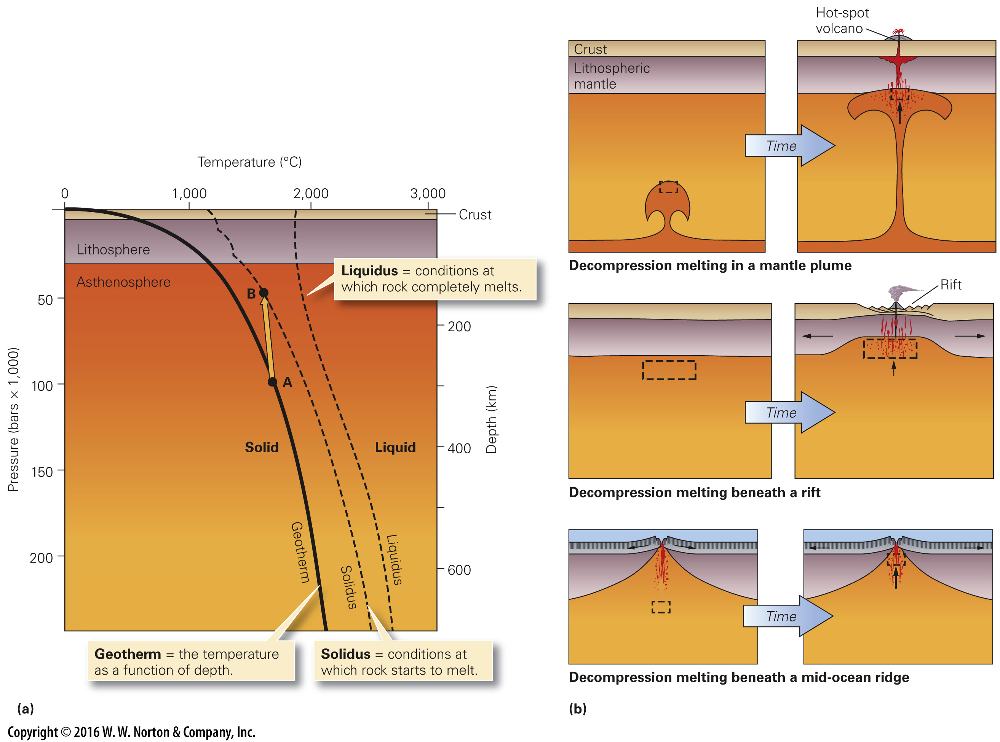 Temperature (°C)
0
1,000
2,000
3,000
Crust
Lithosphere
Asthenosphere
Liquidus = conditions at
which rock completely melts.
B
A
50
100
150
200
Pressure (bars × 1,000)
200
400
600
Depth (km)
Solid
Liquid
Geotherm
Solidus
Liquidus
Geotherm = the temperature
as a function of depth.
Solidus = conditions at
which rock starts to melt.
(a)
Hot-spot
volcano
Crust
Lithospheric
mantle
Time
Decompression melting in a mantle plume
Rift
Time
Decompression melting beneath a rift
Time
Decompression melting beneath a mid-ocean ridge
(b)
Copyright © 2016 W. W. Norton & Company, Inc.